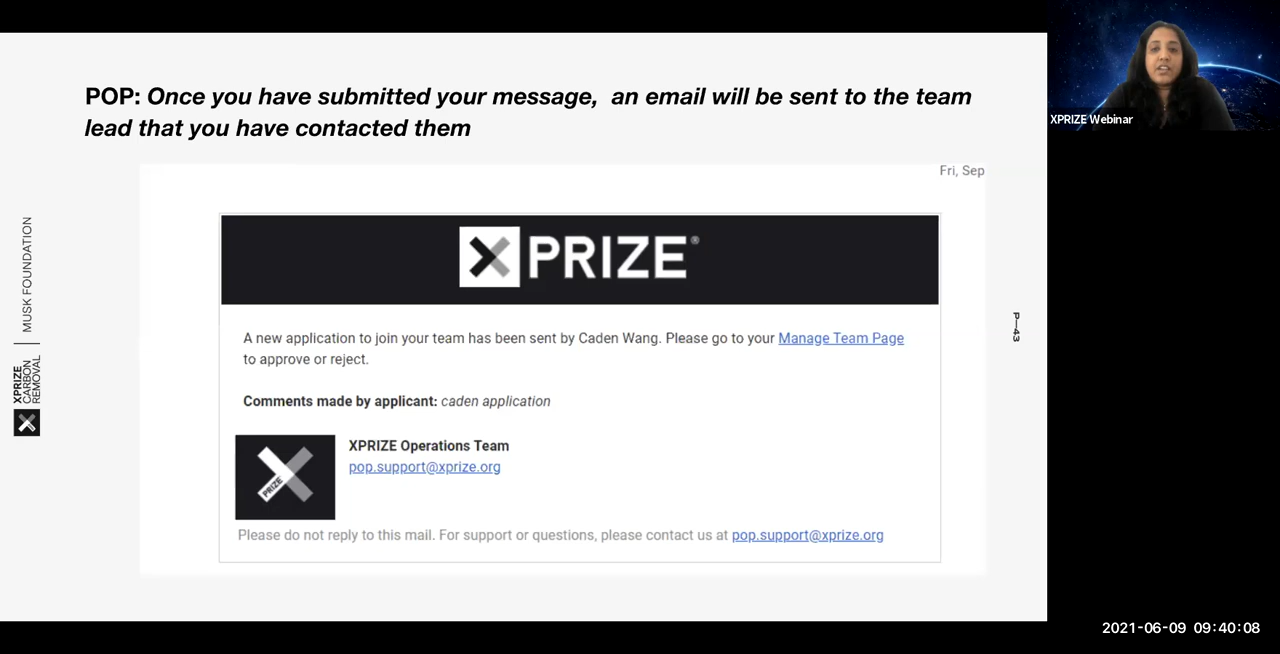 POP: Once you have submitted your message, an email will be sent to the team
lead that you have contacted them
Fri, Sep
XPRIZE®
A new application to join your team has been sent by Caden Wang. Please go to your Manage Team Page
to approve or reject.
Comments made by applicant: caden application
XPRIZE Operations Team
pop.support@xprize.org
PRIZE
Please do not reply to this mail. For support or questions, please contact us at pop.support@xprize.org
XPRIZE
CARBON
REMOVAL
MUSK FOUNDATION
P—43
XPRIZE Webinar
2021-06-09 09:40:08